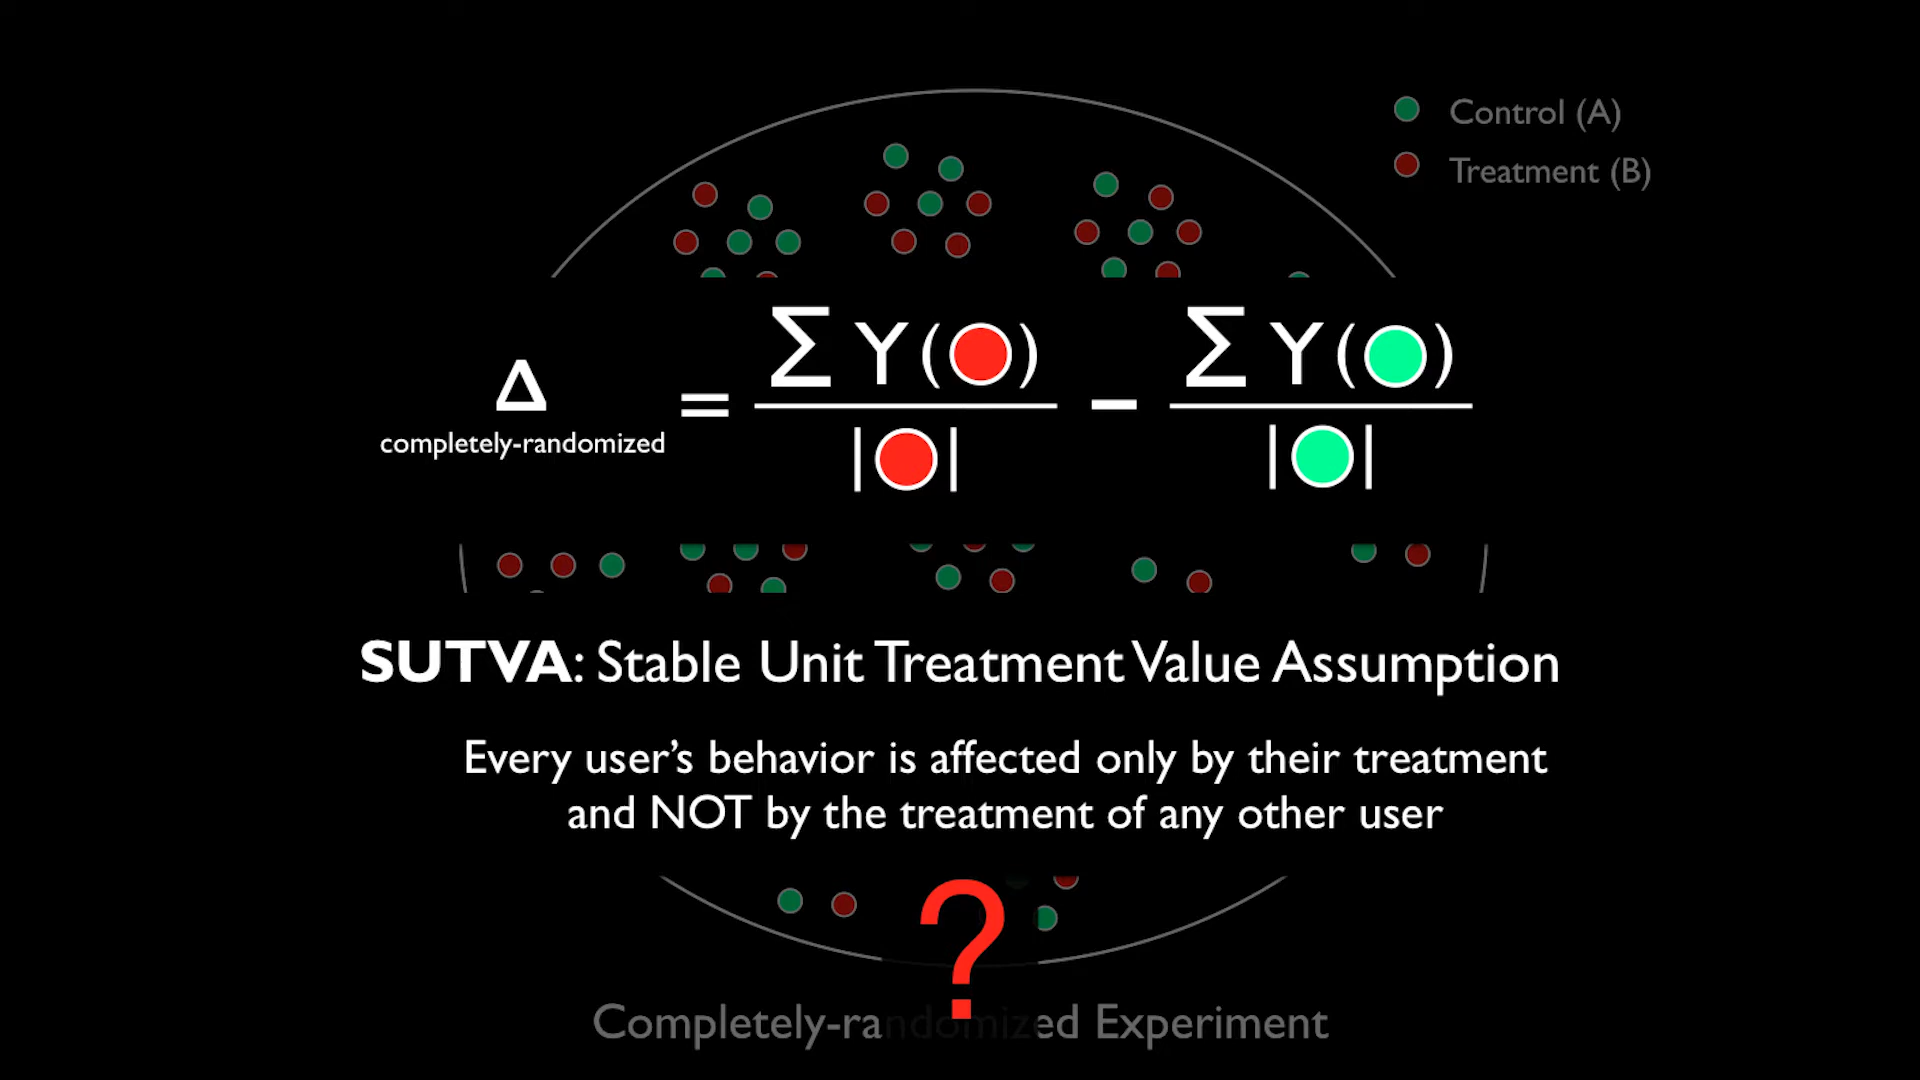 Control (A)
Treatment (B)
Δ = ΣY(●)/|●| - ΣY(●)/|●|
completely-randomized
SUTVA: Stable Unit Treatment Value Assumption
Every user’s behavior is affected only by their treatment
and NOT by the treatment of any other user
?
Completely-randomized Experiment